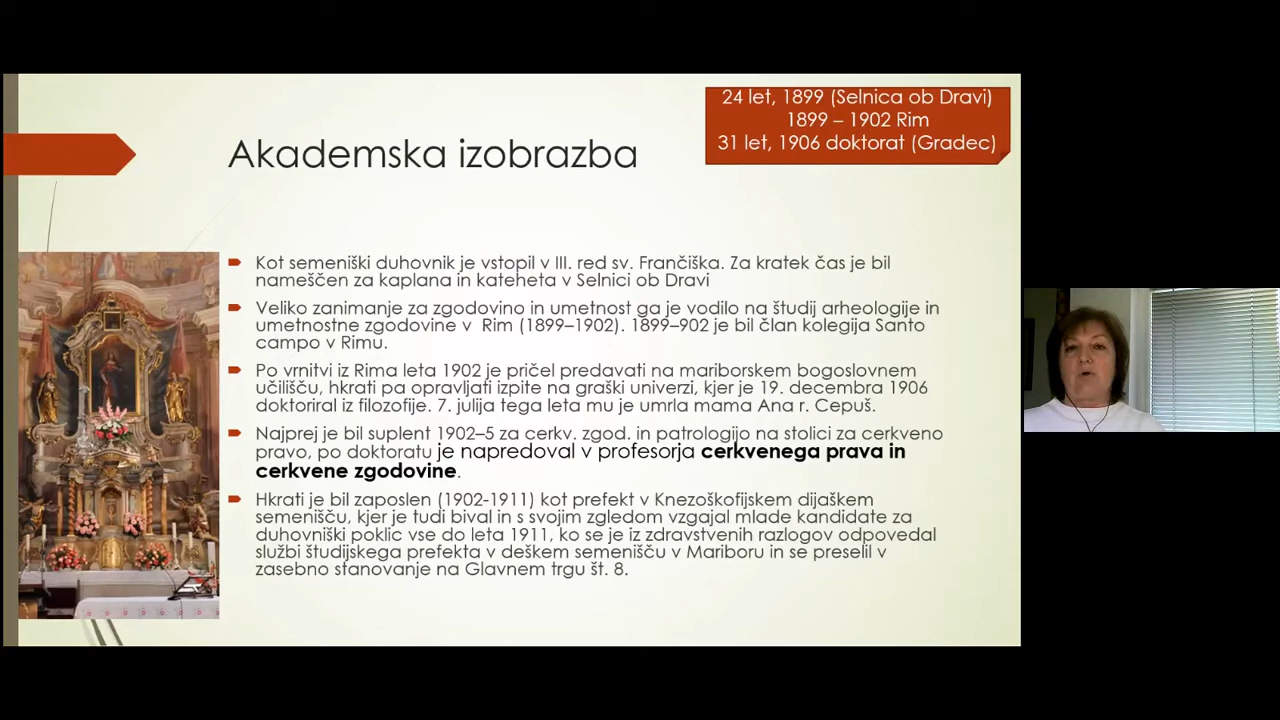 24 let, 1899 (Selnica ob Dravi)
1899 – 1902 Rim
31 let, 1906 doktorat (Gradec)
Akademska izobrazba
Kot semeniški duhovnik je vstopil v III. red sv. Frančiška. Za kratek čas je bil
nameščen za kaplana in kateheta v Selnici ob Dravi
Veliko zanimanje za zgodovino in umetnost ga je vodilo na študij arheologije in
umetnostne zgodovine v Rim (1899–1902). 1899–902 je bil član kolegija Santo
campo v Rimu.
Po vrnitvi iz Rima leta 1902 je pričel predavati na mariborskem bogoslovnem
učilišču, hkrati pa opravljati izpite na graški univerzi, kjer je 19. decembra 1906
doktoriral iz filozofije. 7. julija tega leta mu je umrla mama Ana r. Cepuš.
Najprej je bil suplent 1902–5 za cerkv. zgod. in patrologijo na stolici za cerkveno
pravo, po doktoratu je napredoval v profesorja cerkvenega prava in
cerkvene zgodovine.
Hkrati je bil zaposlen (1902-1911) kot prefekt v Knezoškofijskem dijaškem
semenišču, kjer je tudi bival in s svojim zgledom vzgajal mlade kandidate za
duhovniški poklic vse do leta 1911, ko se je iz zdravstvenih razlogov odpovedal
službi študijskega prefekta v deškem semenišču v Mariboru in se preselil v
zasebno stanovanje na Glavnem trgu št. 8.